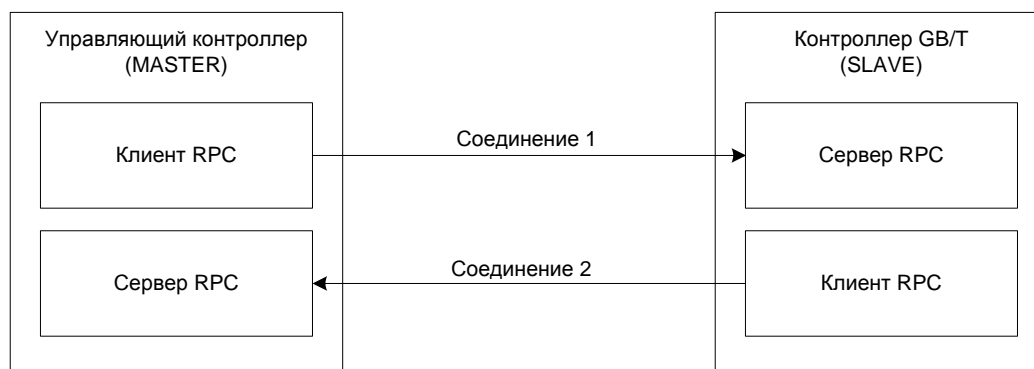 Управляющий контроллер
(MASTER)
Контроллер GB/T
(SLAVE)
Клиент RPC
Соединение 1
Сервер RPC
Сервер RPC
Соединение 2
Клиент RPC